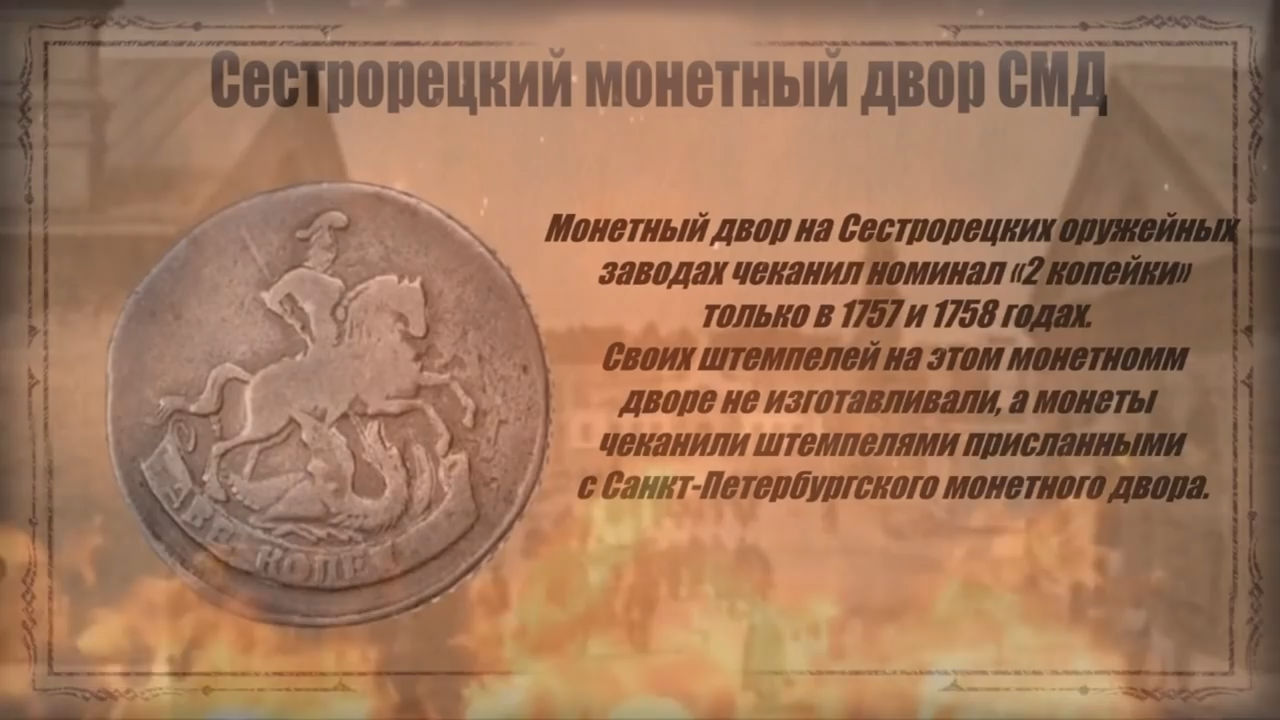 Сестрорецкий монетный двор СМД
Монетный двор на Сестрорецких оружейных
заводах чеканил номинал «2 копейки»
только в 1757 и 1758 годах.
Своих штемпелей на этом монетномм
дворе не изготавливали, а монеты
чеканили штемпелями присланными
с Санкт-Петербургского монетного двора.